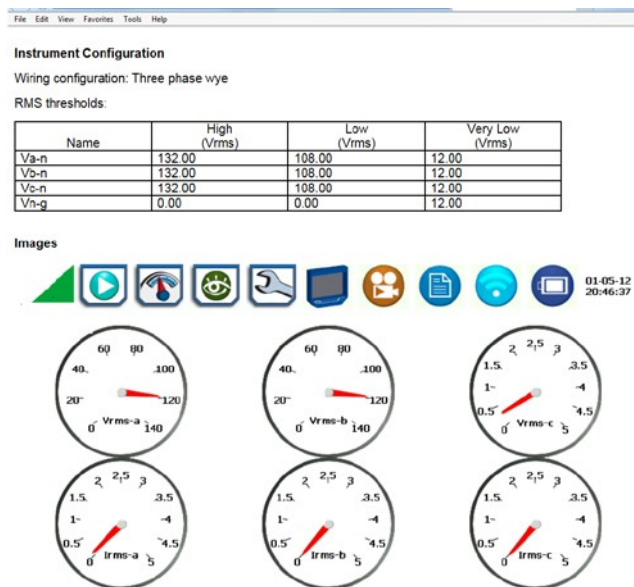 File Edit View Favorites Tools Help
Instrument Configuration
Wiring configuration: Three phase wye
RMS thresholds:
Name High (Vrms) Low (Vrms) Very Low (Vrms)
Va-n 132.00 108.00 12.00
Vb-n 132.00 108.00 12.00
Vc-n 132.00 108.00 12.00
Vn-g 0.00 0.00 12.00
Images
01-05-12
20:46:37
0 20 40 60 80 100 120 140
Vrms-a
0 20 40 60 80 100 120 140
Vrms-b
0 0.5 1 1.5 2 2.5 3 3.5 4 4.5 5
Vrms-c
0 0.5 1 1.5 2 2.5 3 3.5 4 4.5 5
Irms-a
0 0.5 1 1.5 2 2.5 3 3.5 4 4.5 5
Irms-b
0 0.5 1 1.5 2 2.5 3 3.5 4 4.5 5
Irms-c